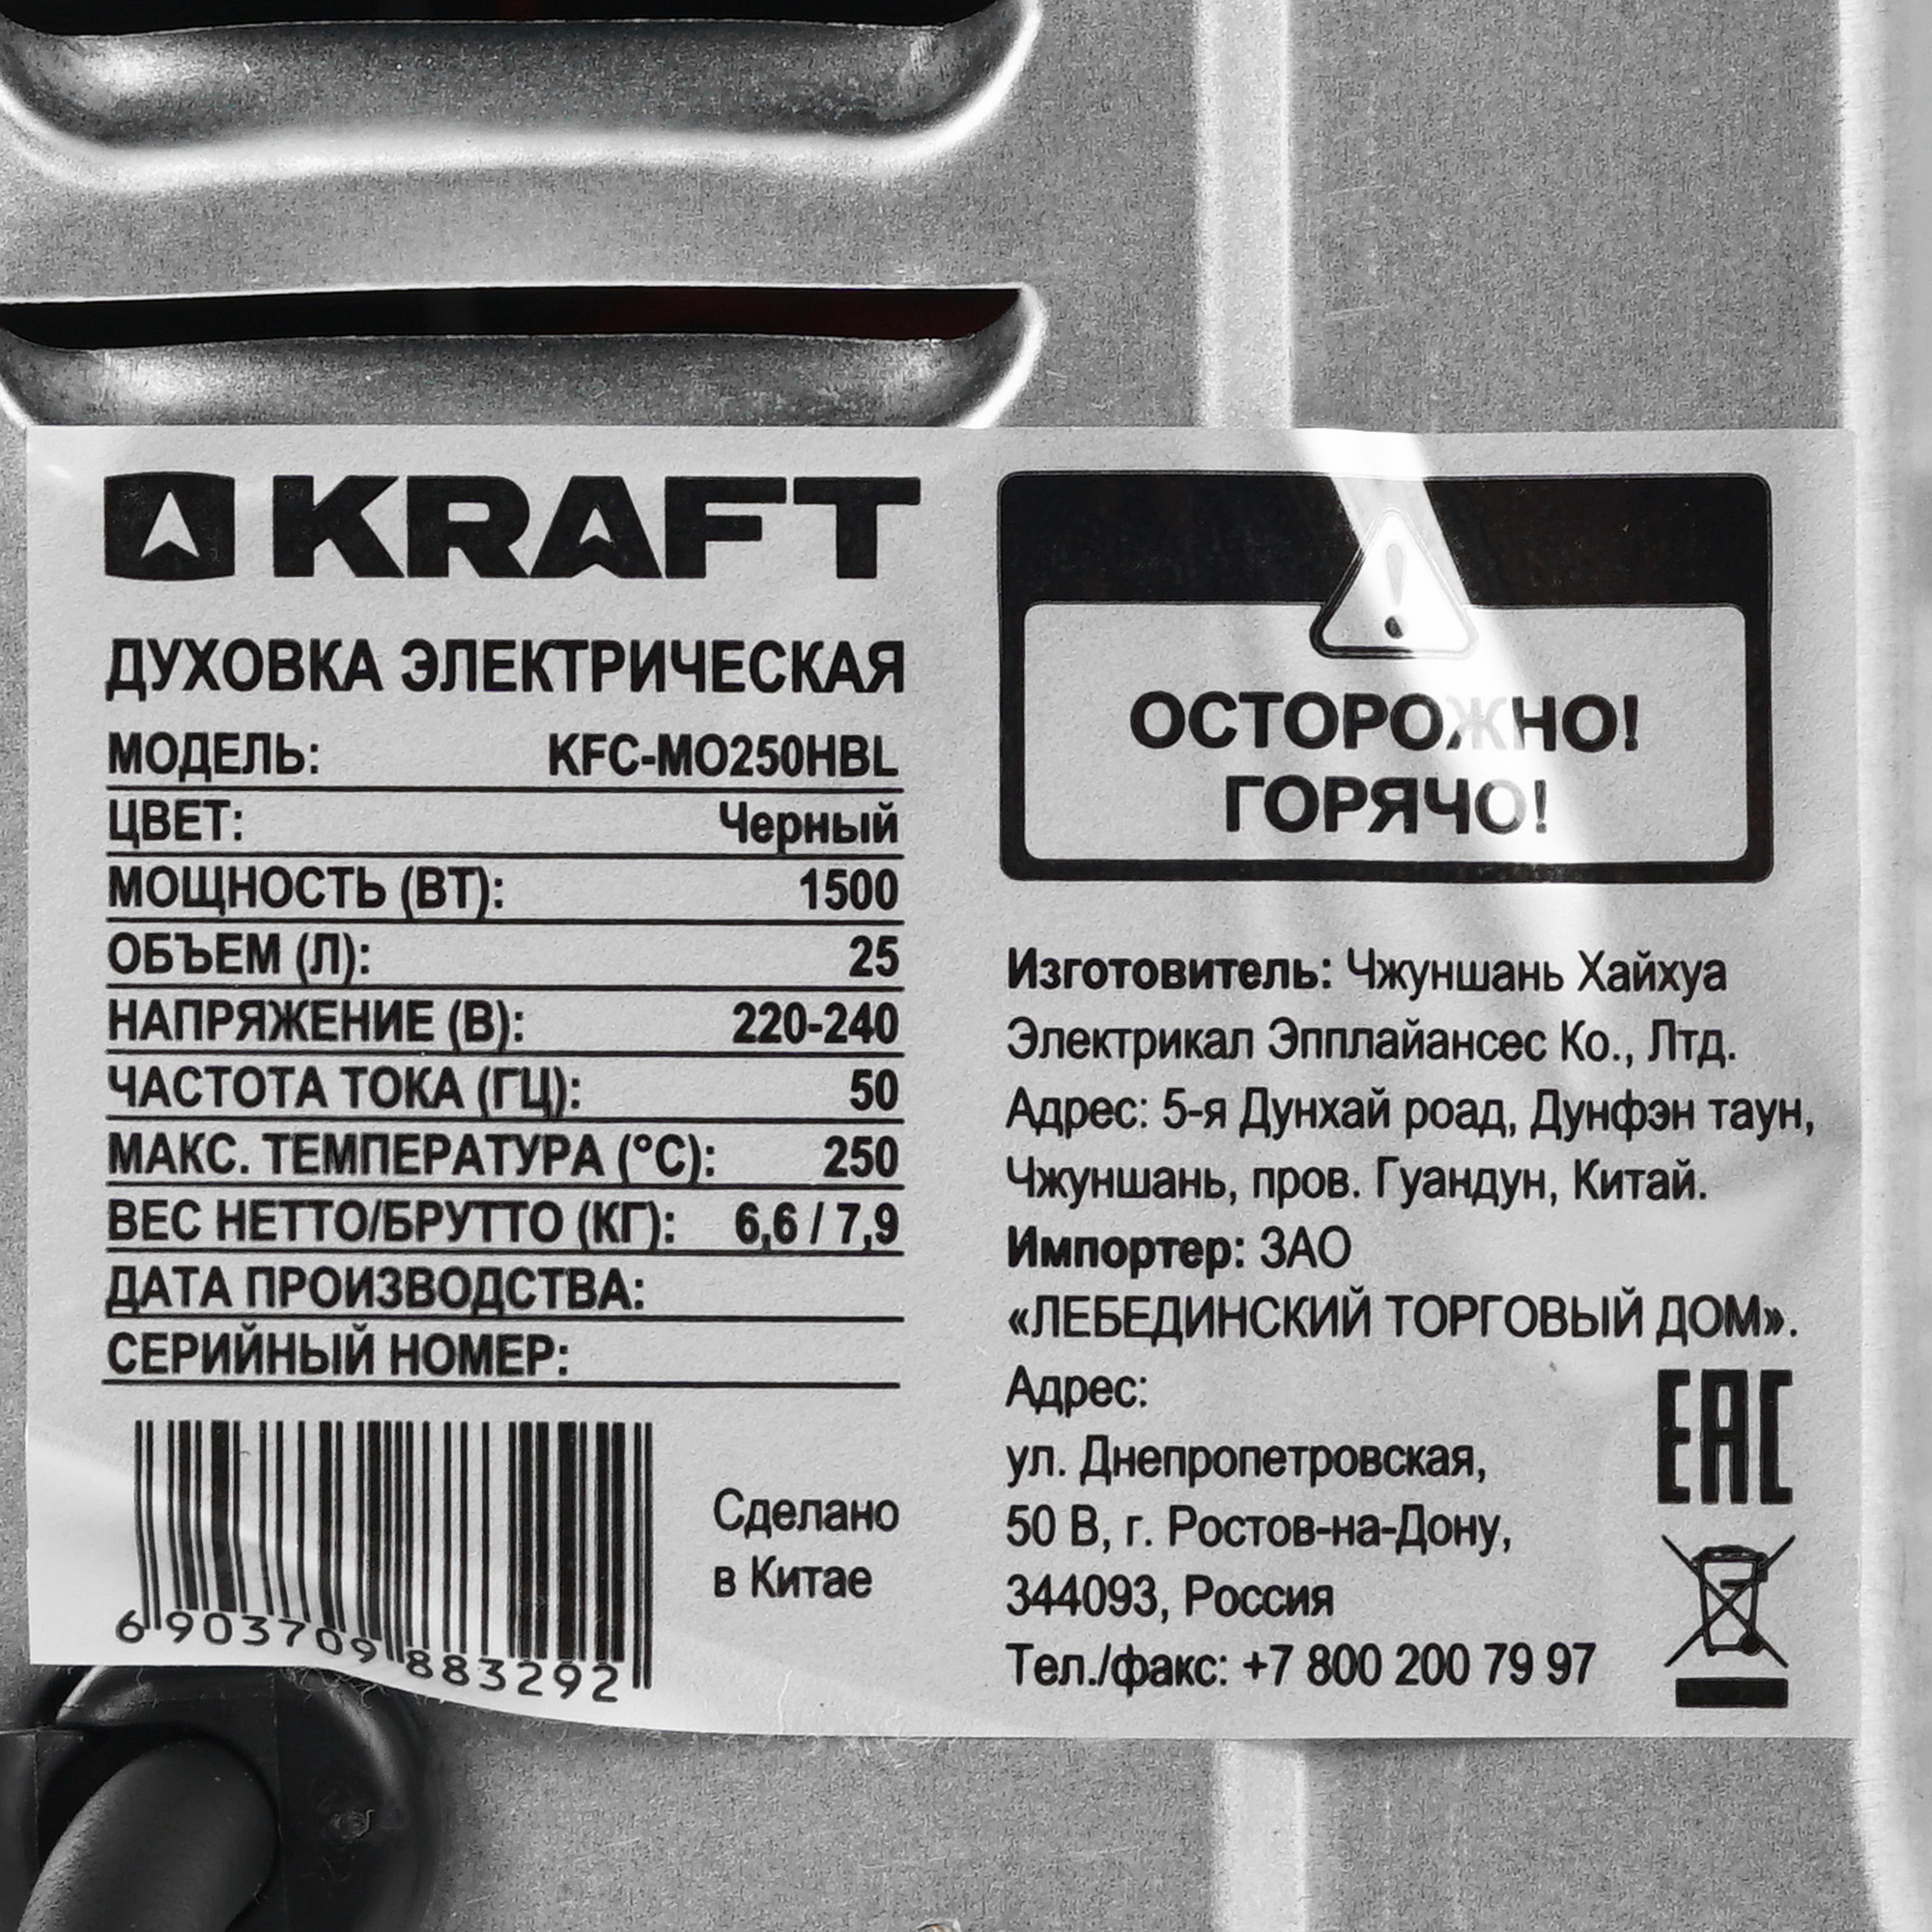 KRAFT
ДУХОВКА ЭЛЕКТРИЧЕСКАЯ
МОДЕЛЬ: KFC-MO250HBL
ЦВЕТ: Черный
МОЩНОСТЬ (ВТ): 1500
ОБЪЕМ (Л): 25
НАПРЯЖЕНИЕ (В): 220-240
ЧАСТОТА ТОКА (ГЦ): 50
МАКС. ТЕМПЕРАТУРА (°С): 250
ВЕС НЕТТО/БРУТТО (КГ): 6,6 / 7,9
ДАТА ПРОИЗВОДСТВА:
СЕРИЙНЫЙ НОМЕР:
6 903709 883292
Сделано
в Китае
ОСТОРОЖНО!
ГОРЯЧО!
Изготовитель: Чжуншань Хайхуа
Электрикал Эпплайансес Ко., Лтд.
Адрес: 5-я Дунхай роад, Дунфэн таун,
Чжуншань, пров. Гуандун, Китай.
Импортер: ЗАО
«ЛЕБЕДИНСКИЙ ТОРГОВЫЙ ДОМ».
Адрес:
ул. Днепропетровская,
50 В, г. Ростов-на-Дону,
344093, Россия
Тел./факс: +7 800 200 79 97
EAC